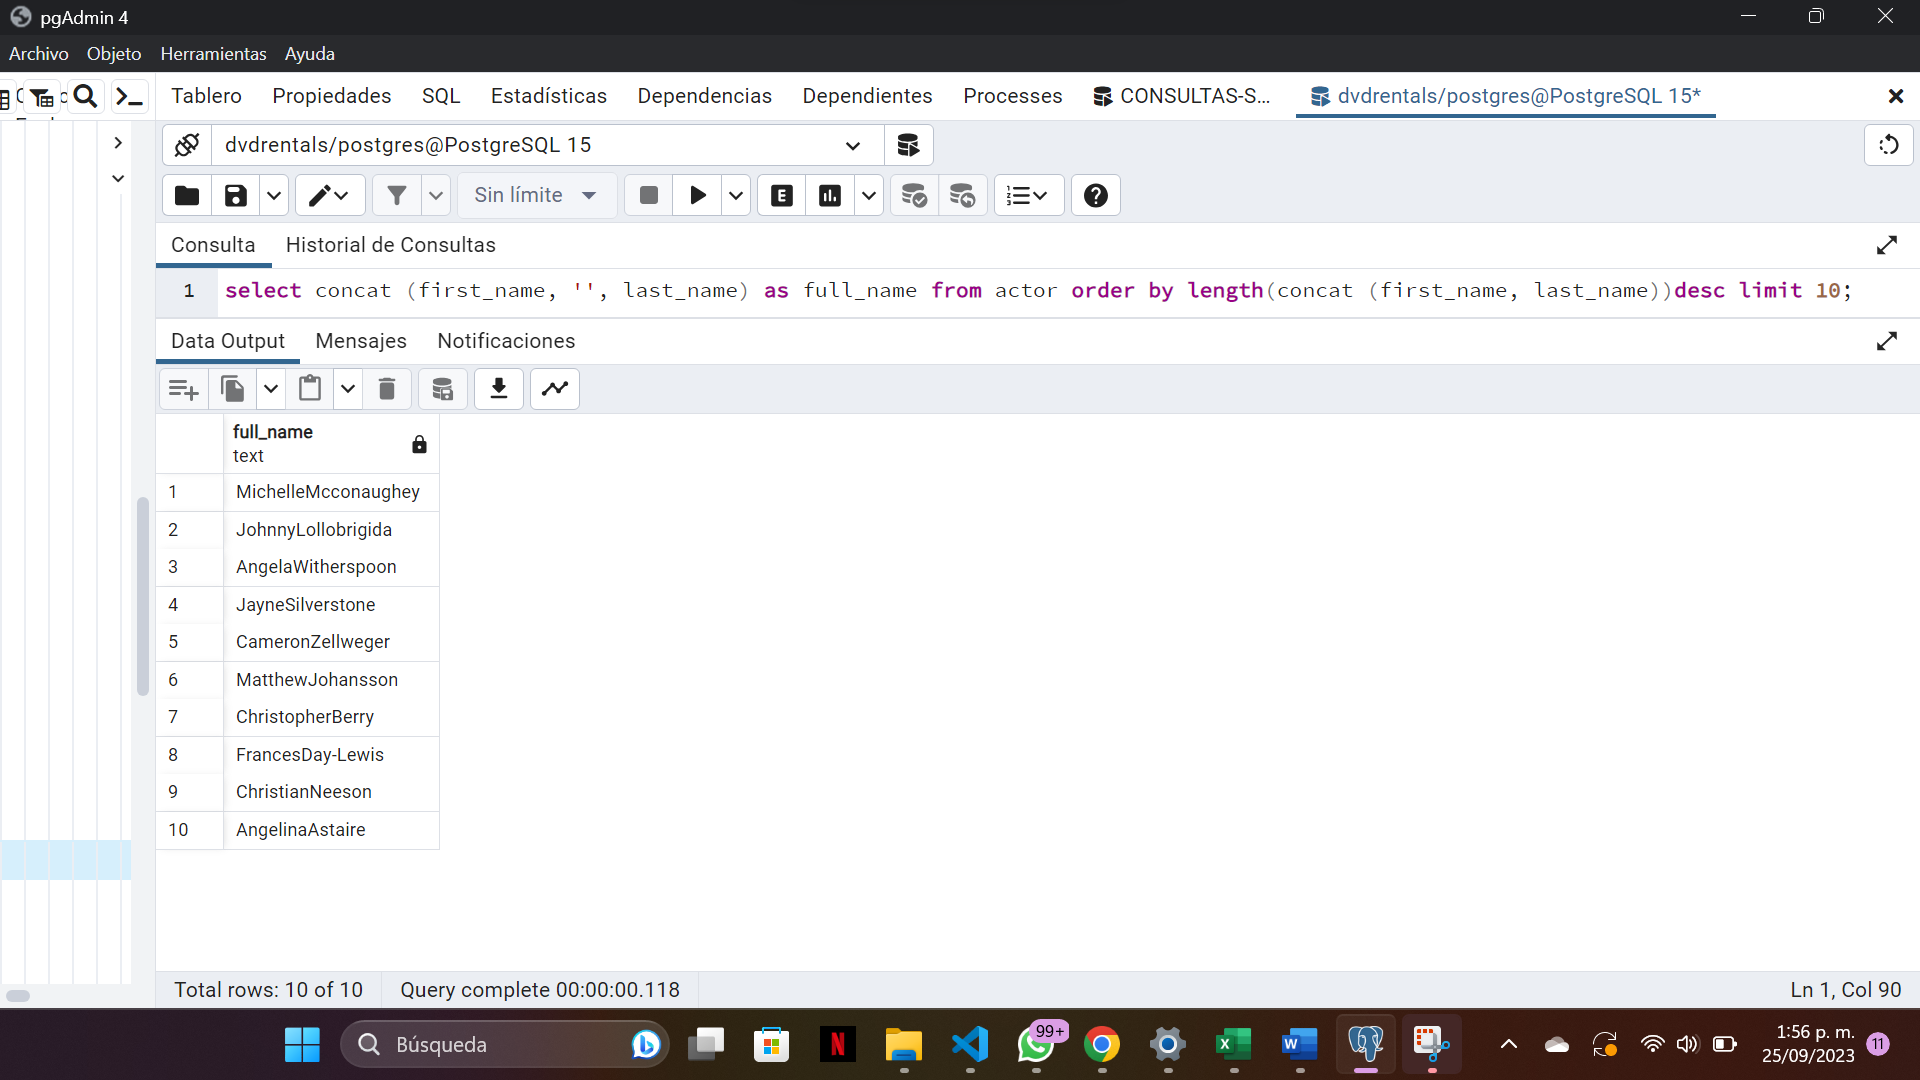 pgAdmin 4
Archivo Objeto Herramientas Ayuda
Tablero Propiedades SQL Estadísticas Dependencias Dependientes Processes CONSULTAS-S... dvdrentals/postgres@PostgreSQL 15*
dvdrentals/postgres@PostgreSQL 15
Sin límite
E
Consulta Historial de Consultas
1 select concat (first_name, '', last_name) as full_name from actor order by length(concat (first_name, last_name))desc limit 10;
Data Output Mensajes Notificaciones
full_name
text
1 MichelleMcconaughey
2 JohnnyLollobrigida
3 AngelaWitherspoon
4 JayneSilverstone
5 CameronZellweger
6 MatthewJohansson
7 ChristopherBerry
8 FrancesDay-Lewis
9 ChristianNeeson
10 AngelinaAstaire
Total rows: 10 of 10 Query complete 00:00:00.118 Ln 1, Col 90
Búsqueda 99+ 1:56 p. m.
25/09/2023 11